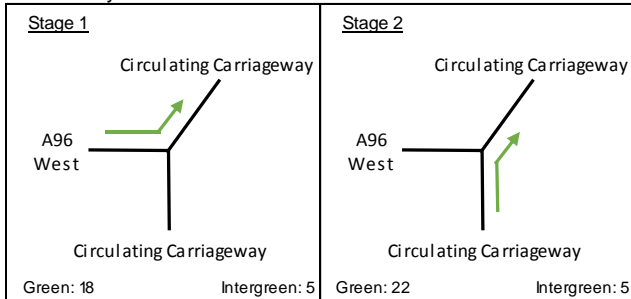 Stage 1
Circulating Carriageway
A96
West
Circulating Carriageway
Green: 18
Intergreen: 5
Stage 2
Circulating Carriageway
A96
West
Circulating Carriageway
Green: 22
Intergreen: 5